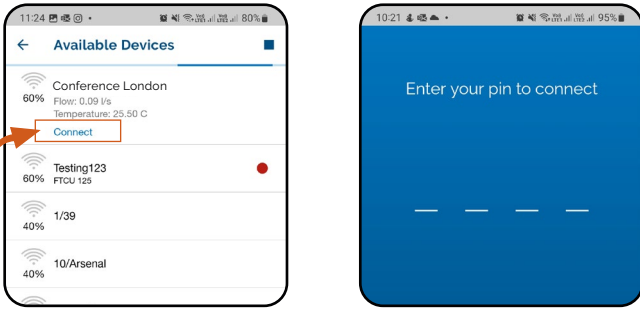 11:24
80%
Available Devices
60%
Conference London
Flow: 0.09 l/s
Temperature: 25.50 C
Connect
60%
Testing123
FTCU 125
40%
1/39
40%
10/Arsenal
10:21
95%
Enter your pin to connect